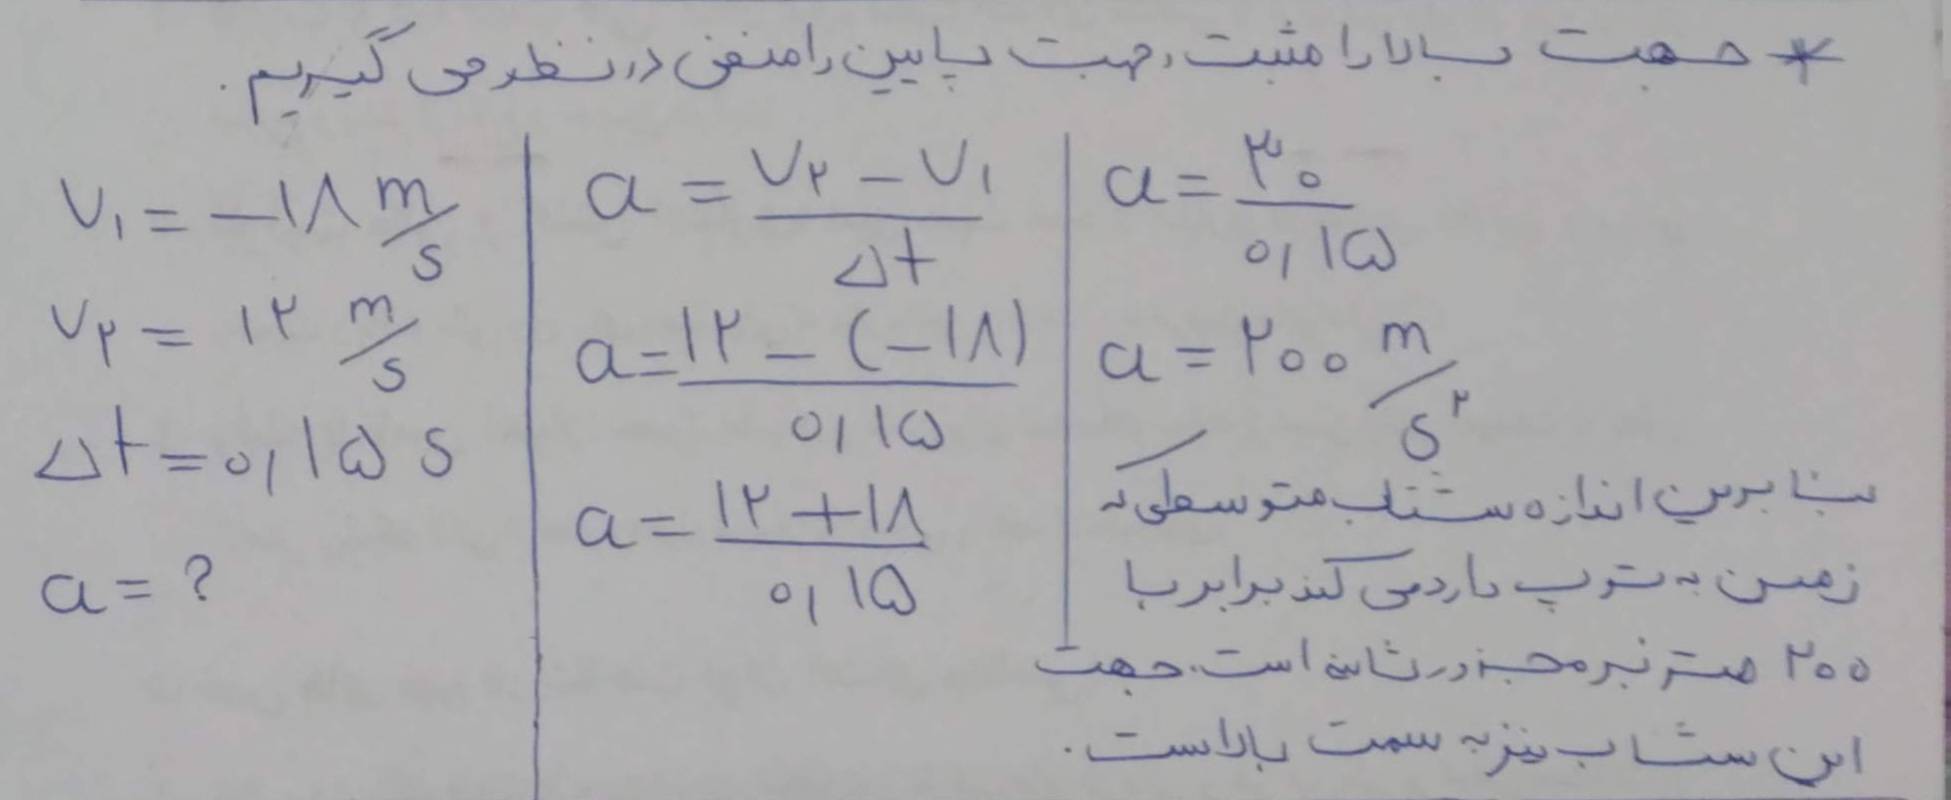 * جهت بالا را مثبت، جهت پایین را منفی در نظر می گیریم.
V₁ = -۱۸ m/s
V₂ = ۱۲ m/s
Δt = ۰,۱۵ s
a = ?
a = (V₂ - V₁) / Δt
a = (۱۲ - (-۱۸)) / ۰,۱۵
a = (۱۲ + ۱۸) / ۰,۱۵
a = ۳۰ / ۰,۱۵
a = ۲۰۰ m/s²
بنابرین اندازه شتاب متوسطی که
زمین به توپ وارد می کند برابر با
۲۰۰ متر بر مجذور ثانیه است. جهت
این شتاب نیز به سمت بالا است.